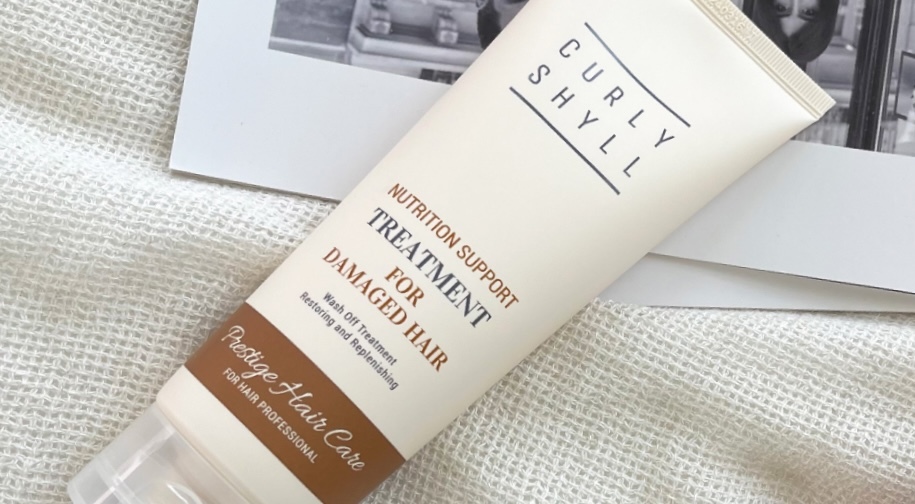 CURLY
SHYLL
NUTRITION SUPPORT
TREATMENT
FOR
DAMAGED HAIR
Wash Off Treatment
Restoring and Replenishing
Prestige Hair Care
FOR HAIR PROFESSIONAL